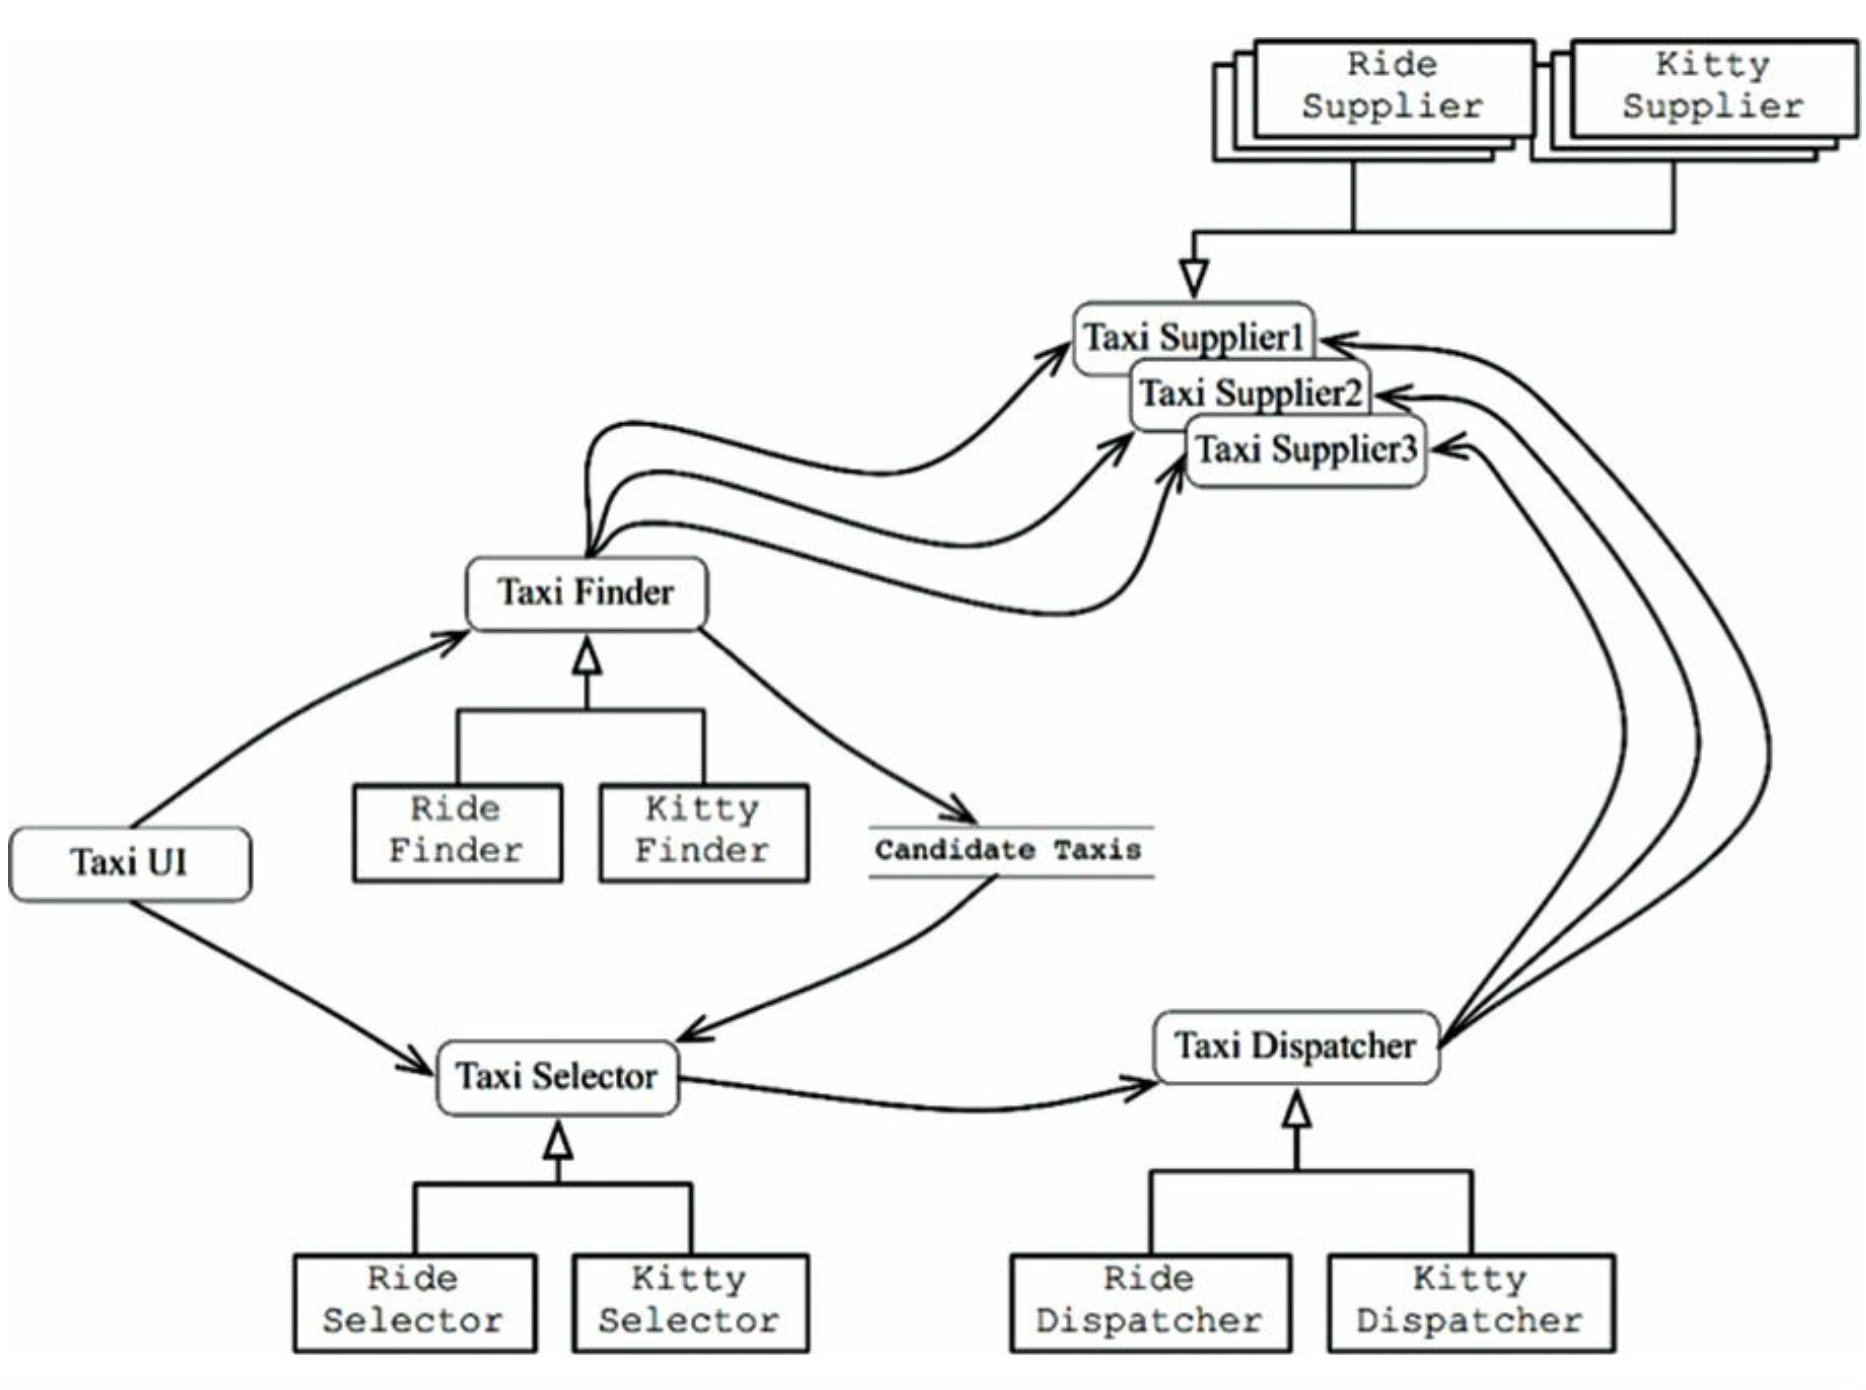 Ride
Supplier
Kitty
Supplier
Taxi Supplier1
Taxi Supplier2
Taxi Supplier3
Taxi Finder
Ride
Finder
Kitty
Finder
Taxi UI
Candidate Taxis
Taxi Selector
Taxi Dispatcher
Ride
Selector
Kitty
Selector
Ride
Dispatcher
Kitty
Dispatcher